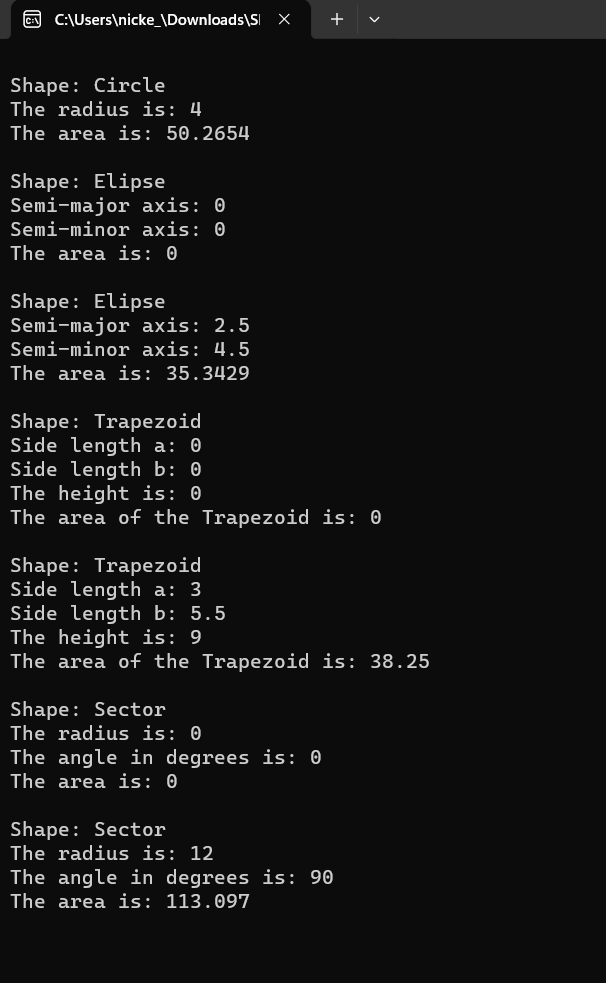 C:\Users\nicke_\Downloads\Sl
Shape: Circle
The radius is: 4
The area is: 50.2654
Shape: Elipse
Semi-major axis: 0
Semi-minor axis: 0
The area is: 0
Shape: Elipse
Semi-major axis: 2.5
Semi-minor axis: 4.5
The area is: 35.3429
Shape: Trapezoid
Side length a: 0
Side length b: 0
The height is: 0
The area of the Trapezoid is: 0
Shape: Trapezoid
Side length a: 3
Side length b: 5.5
The height is: 9
The area of the Trapezoid is: 38.25
Shape: Sector
The radius is: 0
The angle in degrees is: 0
The area is: 0
Shape: Sector
The radius is: 12
The angle in degrees is: 90
The area is: 113.097